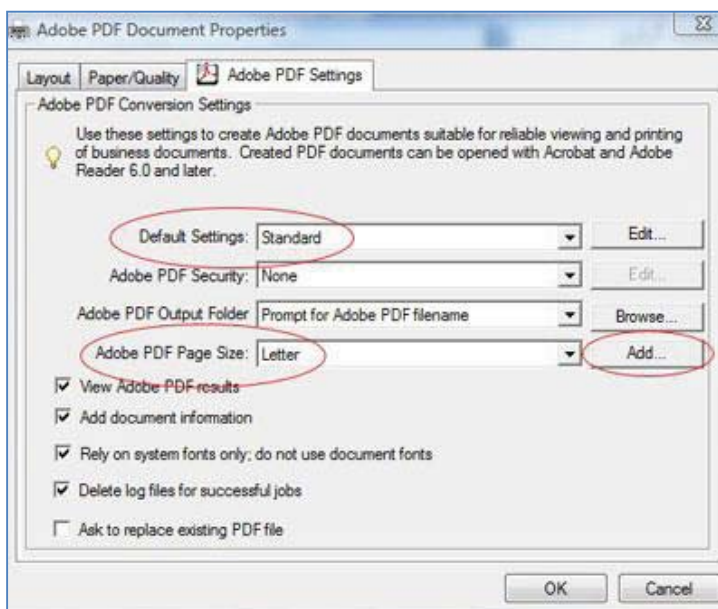 Adobe PDF Document Properties
Layout Paper/Quality Adobe PDF Settings
Adobe PDF Conversion Settings
Use these settings to create Adobe PDF documents suitable for reliable viewing and printing
of business documents. Created PDF documents can be opened with Acrobat and Adobe
Reader 6.0 and later.
Default Settings: Standard Edit...
Adobe PDF Security: None Edit...
Adobe PDF Output Folder Prompt for Adobe PDF filename Browse...
Adobe PDF Page Size: Letter Add...
View Adobe PDF results
Add document information
Rely on system fonts only; do not use document fonts
Delete log files for successful jobs
Ask to replace existing PDF file
OK Cancel